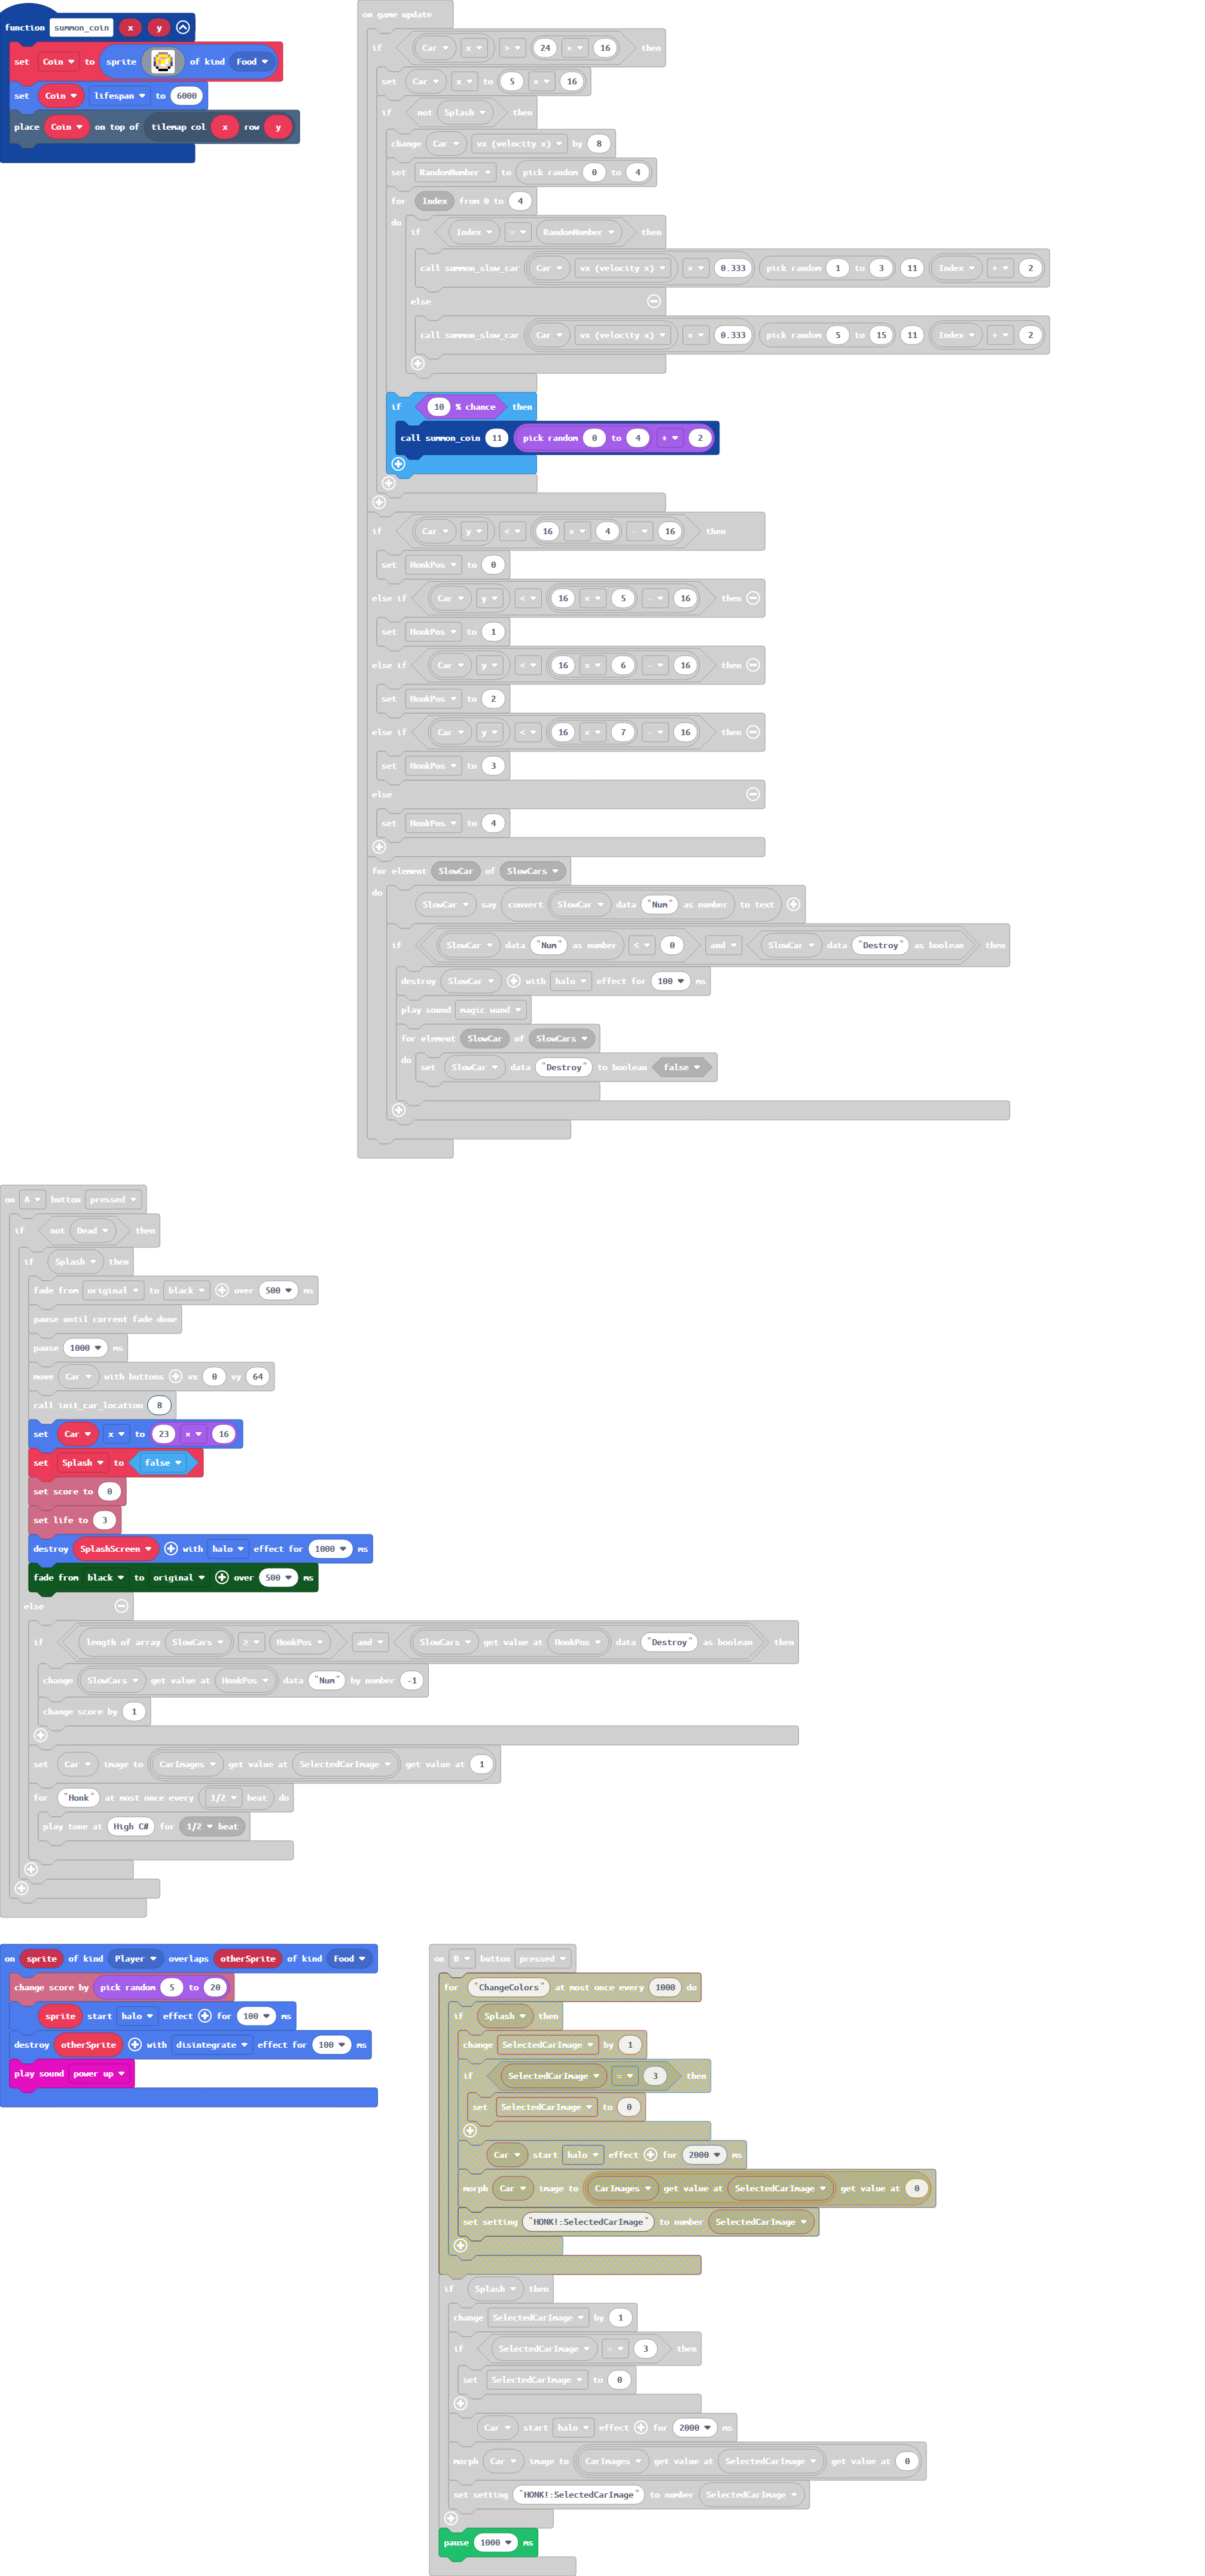 function summon_coin x y
set Coin to sprite of kind Food
set Coin lifespan to 6000
place Coin on top of tilemap col x row y
on game update
if Car x > 24 × 16 then
set Car x to 5 × 16
if not Splash then
change Car vx (velocity x) by 8
set RandomNumber to pick random 0 to 4
for Index from 0 to 4
do
if Index = RandomNumber then
call summon_slow_car Car vx (velocity x) × 0.333 pick random 1 to 3 11 Index + 2
else
call summon_slow_car Car vx (velocity x) × 0.333 pick random 5 to 15 11 Index + 2
if 10 % chance then
call summon_coin 11 pick random 0 to 4 + 2
if Car y < 16 × 4 - 16 then
set HonkPos to 0
else if Car y < 16 × 5 - 16 then
set HonkPos to 1
else if Car y < 16 × 6 - 16 then
set HonkPos to 2
else if Car y < 16 × 7 - 16 then
set HonkPos to 3
else
set HonkPos to 4
for element SlowCar of SlowCars
do
SlowCar say convert SlowCar data "Num" as number to text
if SlowCar data "Num" as number ≤ 0 and SlowCar data "Destroy" as boolean then
destroy SlowCar with halo effect for 100 ms
play sound magic wand
for element SlowCar of SlowCars
do set SlowCar data "Destroy" to boolean false
on A button pressed
if not Dead then
if Splash then
fade from original to black over 500 ms
pause until current fade done
pause 1000 ms
move Car with buttons vx 0 vy 64
call init_car_location 8
set Car x to 23 × 16
set Splash to false
set score to 0
set life to 3
destroy SplashScreen with halo effect for 1000 ms
fade from black to original over 500 ms
else
if length of array SlowCars ≥ HonkPos and SlowCars get value at HonkPos data "Destroy" as boolean then
change SlowCars get value at HonkPos data "Num" by number -1
change score by 1
set Car image to CarImages get value at SelectedCarImage get value at 1
for "Honk" at most once every 1/2 beat do
play tone at High C# for 1/2 beat
on sprite of kind Player overlaps otherSprite of kind Food
change score by pick random 5 to 20
sprite start halo effect for 100 ms
destroy otherSprite with disintegrate effect for 100 ms
play sound power up
on B button pressed
for "ChangeColors" at most once every 1000 do
if Splash then
change SelectedCarImage by 1
if SelectedCarImage = 3 then
set SelectedCarImage to 0
Car start halo effect for 2000 ms
morph Car image to CarImages get value at SelectedCarImage get value at 0
set setting "HONK!:SelectedCarImage" to number SelectedCarImage
if Splash then
change SelectedCarImage by 1
if SelectedCarImage = 3 then
set SelectedCarImage to 0
Car start halo effect for 2000 ms
morph Car image to CarImages get value at SelectedCarImage get value at 0
set setting "HONK!:SelectedCarImage" to number SelectedCarImage
pause 1000 ms